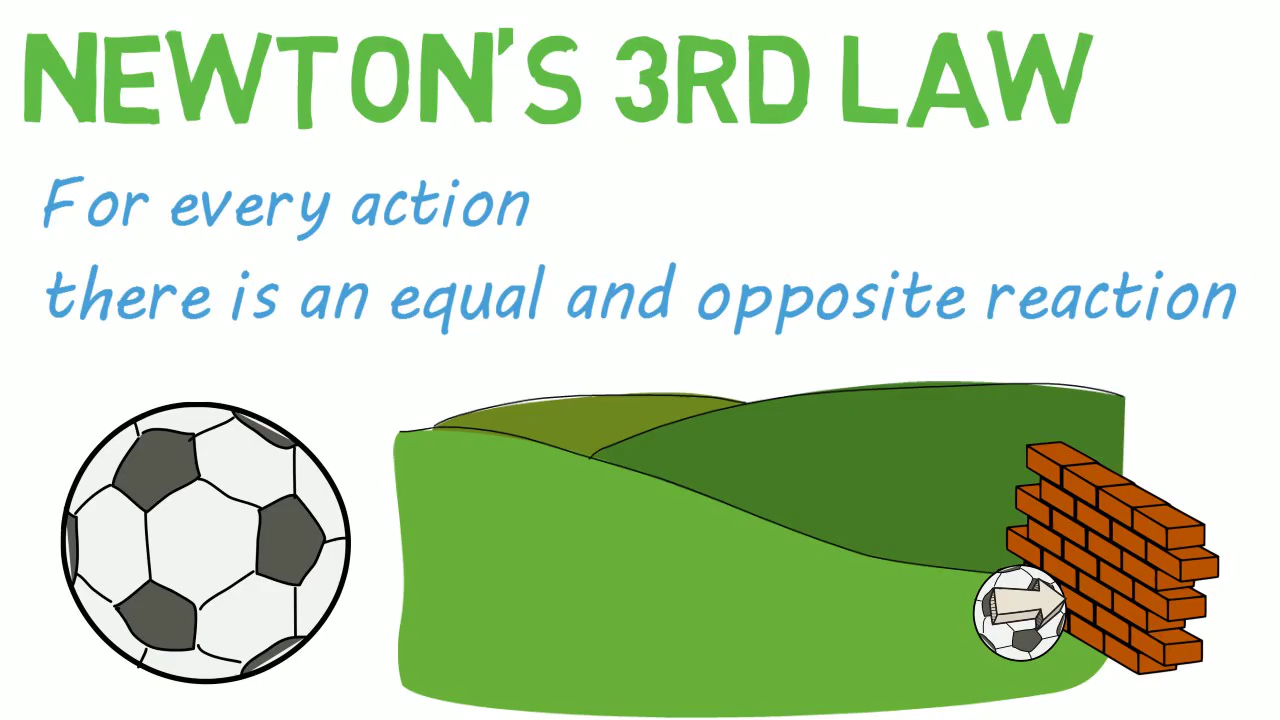 NEWTON'S 3RD LAW
For every action
there is an equal and opposite reaction